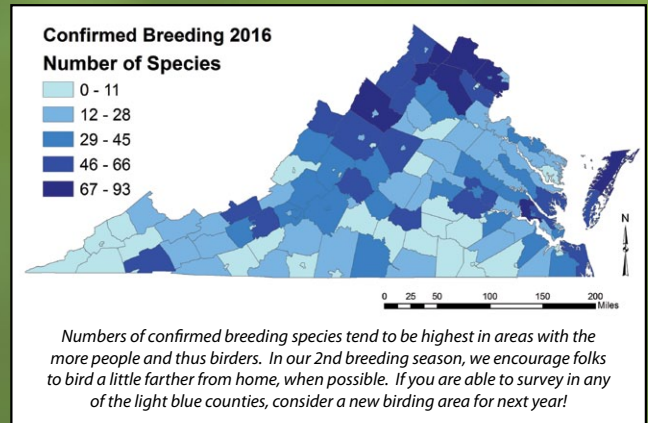 Confirmed Breeding 2016
Number of Species
0 - 11
12 - 28
29 - 45
46 - 66
67 - 93
N
0 25 50 100 150 200
Miles
Numbers of confirmed breeding species tend to be highest in areas with the
more people and thus birders. In our 2nd breeding season, we encourage folks
to bird a little farther from home, when possible. If you are able to survey in any
of the light blue counties, consider a new birding area for next year!